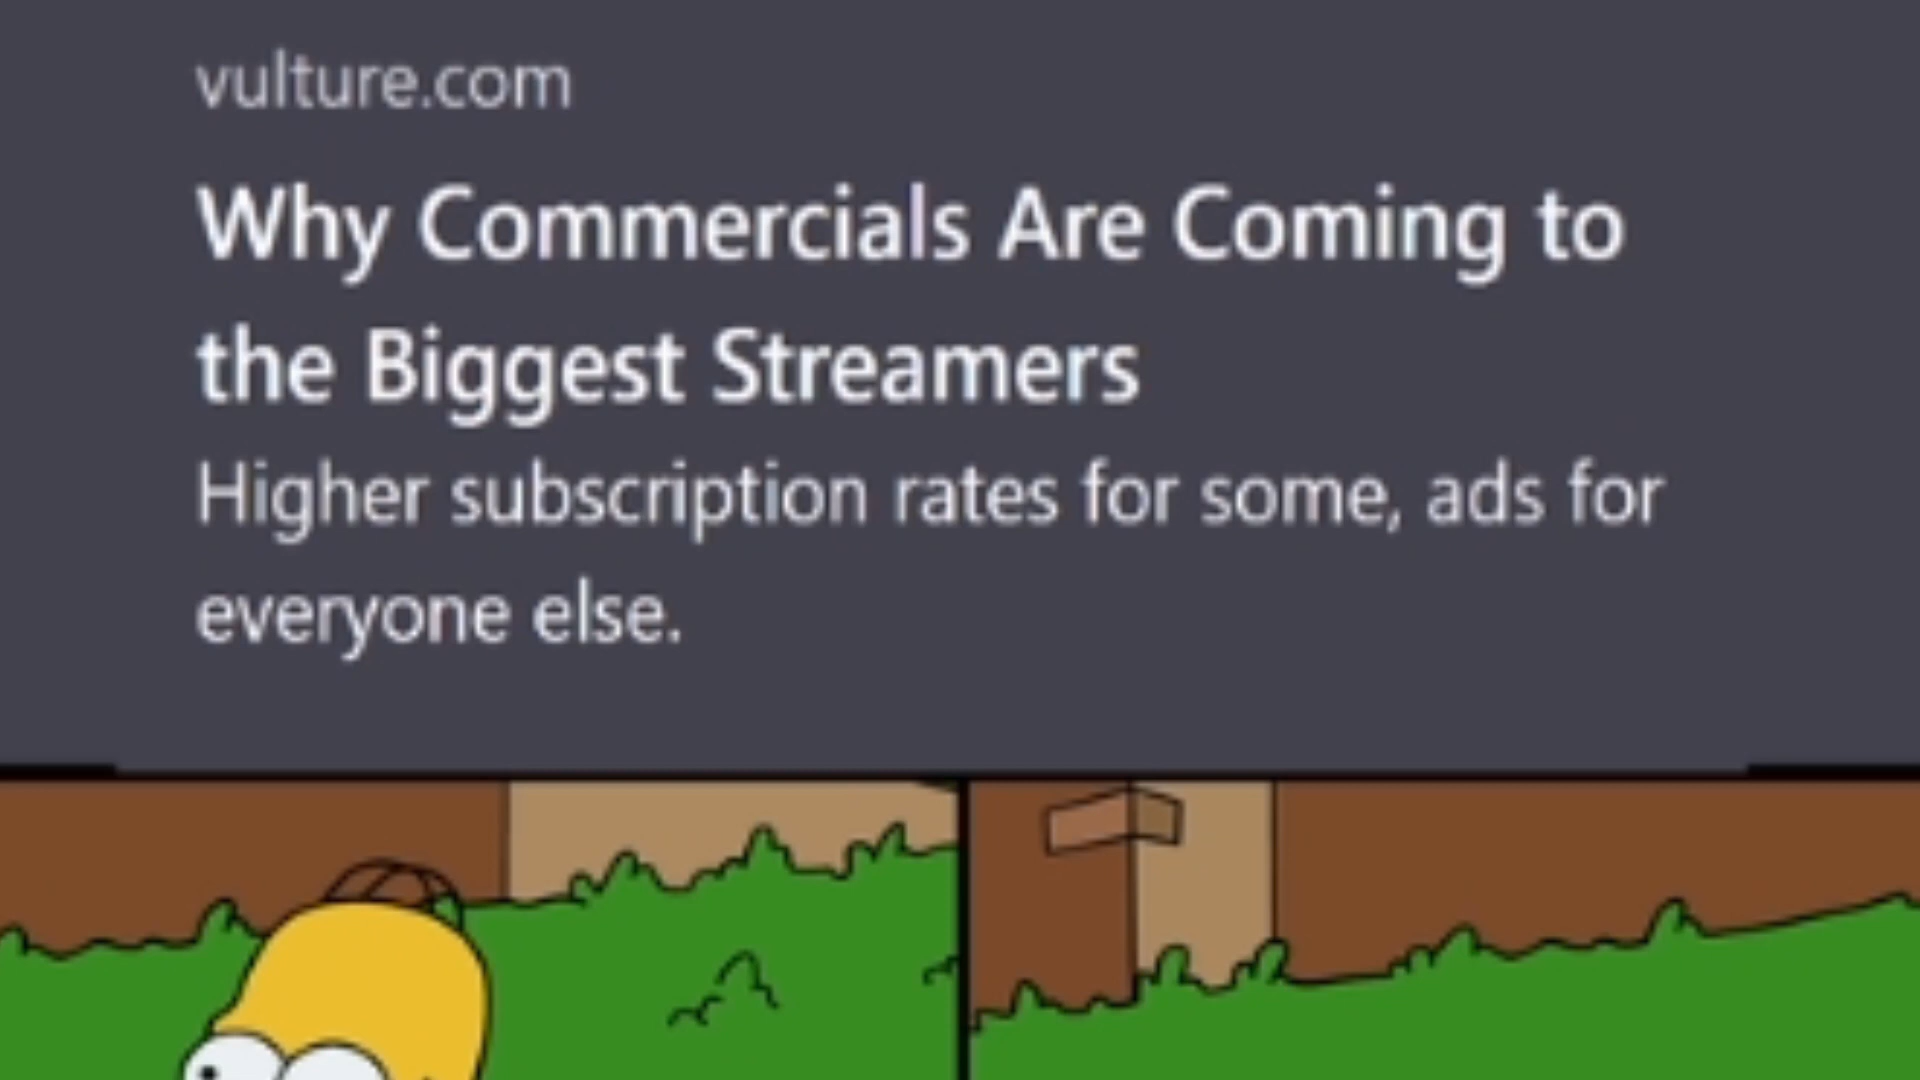 vulture.com
Why Commercials Are Coming to
the Biggest Streamers
Higher subscription rates for some, ads for
everyone else.